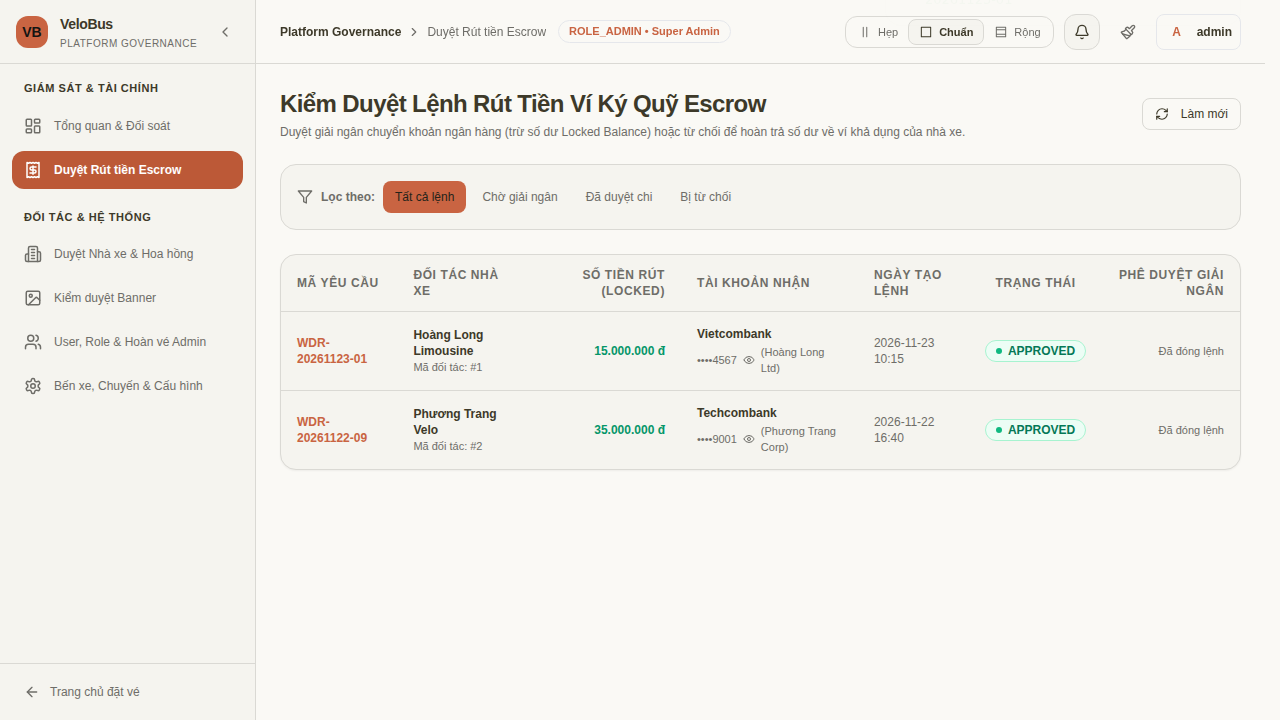 VB
VeloBus
PLATFORM GOVERNANCE
GIÁM SÁT & TÀI CHÍNH
Tổng quan & Đối soát
Duyệt Rút tiền Escrow
ĐỐI TÁC & HỆ THỐNG
Duyệt Nhà xe & Hoa hồng
Kiểm duyệt Banner
User, Role & Hoàn vé Admin
Bến xe, Chuyến & Cấu hình
Trang chủ đặt vé
Platform Governance > Duyệt Rút tiền Escrow
ROLE_ADMIN • Super Admin
Hẹp
Chuẩn
Rộng
A
admin
Kiểm Duyệt Lệnh Rút Tiền Ví Ký Quỹ Escrow
Duyệt giải ngân chuyển khoản ngân hàng (trừ số dư Locked Balance) hoặc từ chối để hoàn trả số dư về ví khả dụng của nhà xe.
Làm mới
Lọc theo:
Tất cả lệnh
Chờ giải ngân
Đã duyệt chi
Bị từ chối
MÃ YÊU CẦU
ĐỐI TÁC NHÀ
XE
SỐ TIỀN RÚT
(LOCKED)
TÀI KHOẢN NHẬN
NGÀY TẠO
LỆNH
TRẠNG THÁI
PHÊ DUYỆT GIẢI
NGÂN
WDR-
20261123-01
Hoàng Long
Limousine
Mã đối tác: #1
15.000.000 đ
Vietcombank
••••4567
(Hoàng Long
Ltd)
2026-11-23
10:15
APPROVED
Đã đóng lệnh
WDR-
20261122-09
Phương Trang
Velo
Mã đối tác: #2
35.000.000 đ
Techcombank
••••9001
(Phương Trang
Corp)
2026-11-22
16:40
APPROVED
Đã đóng lệnh